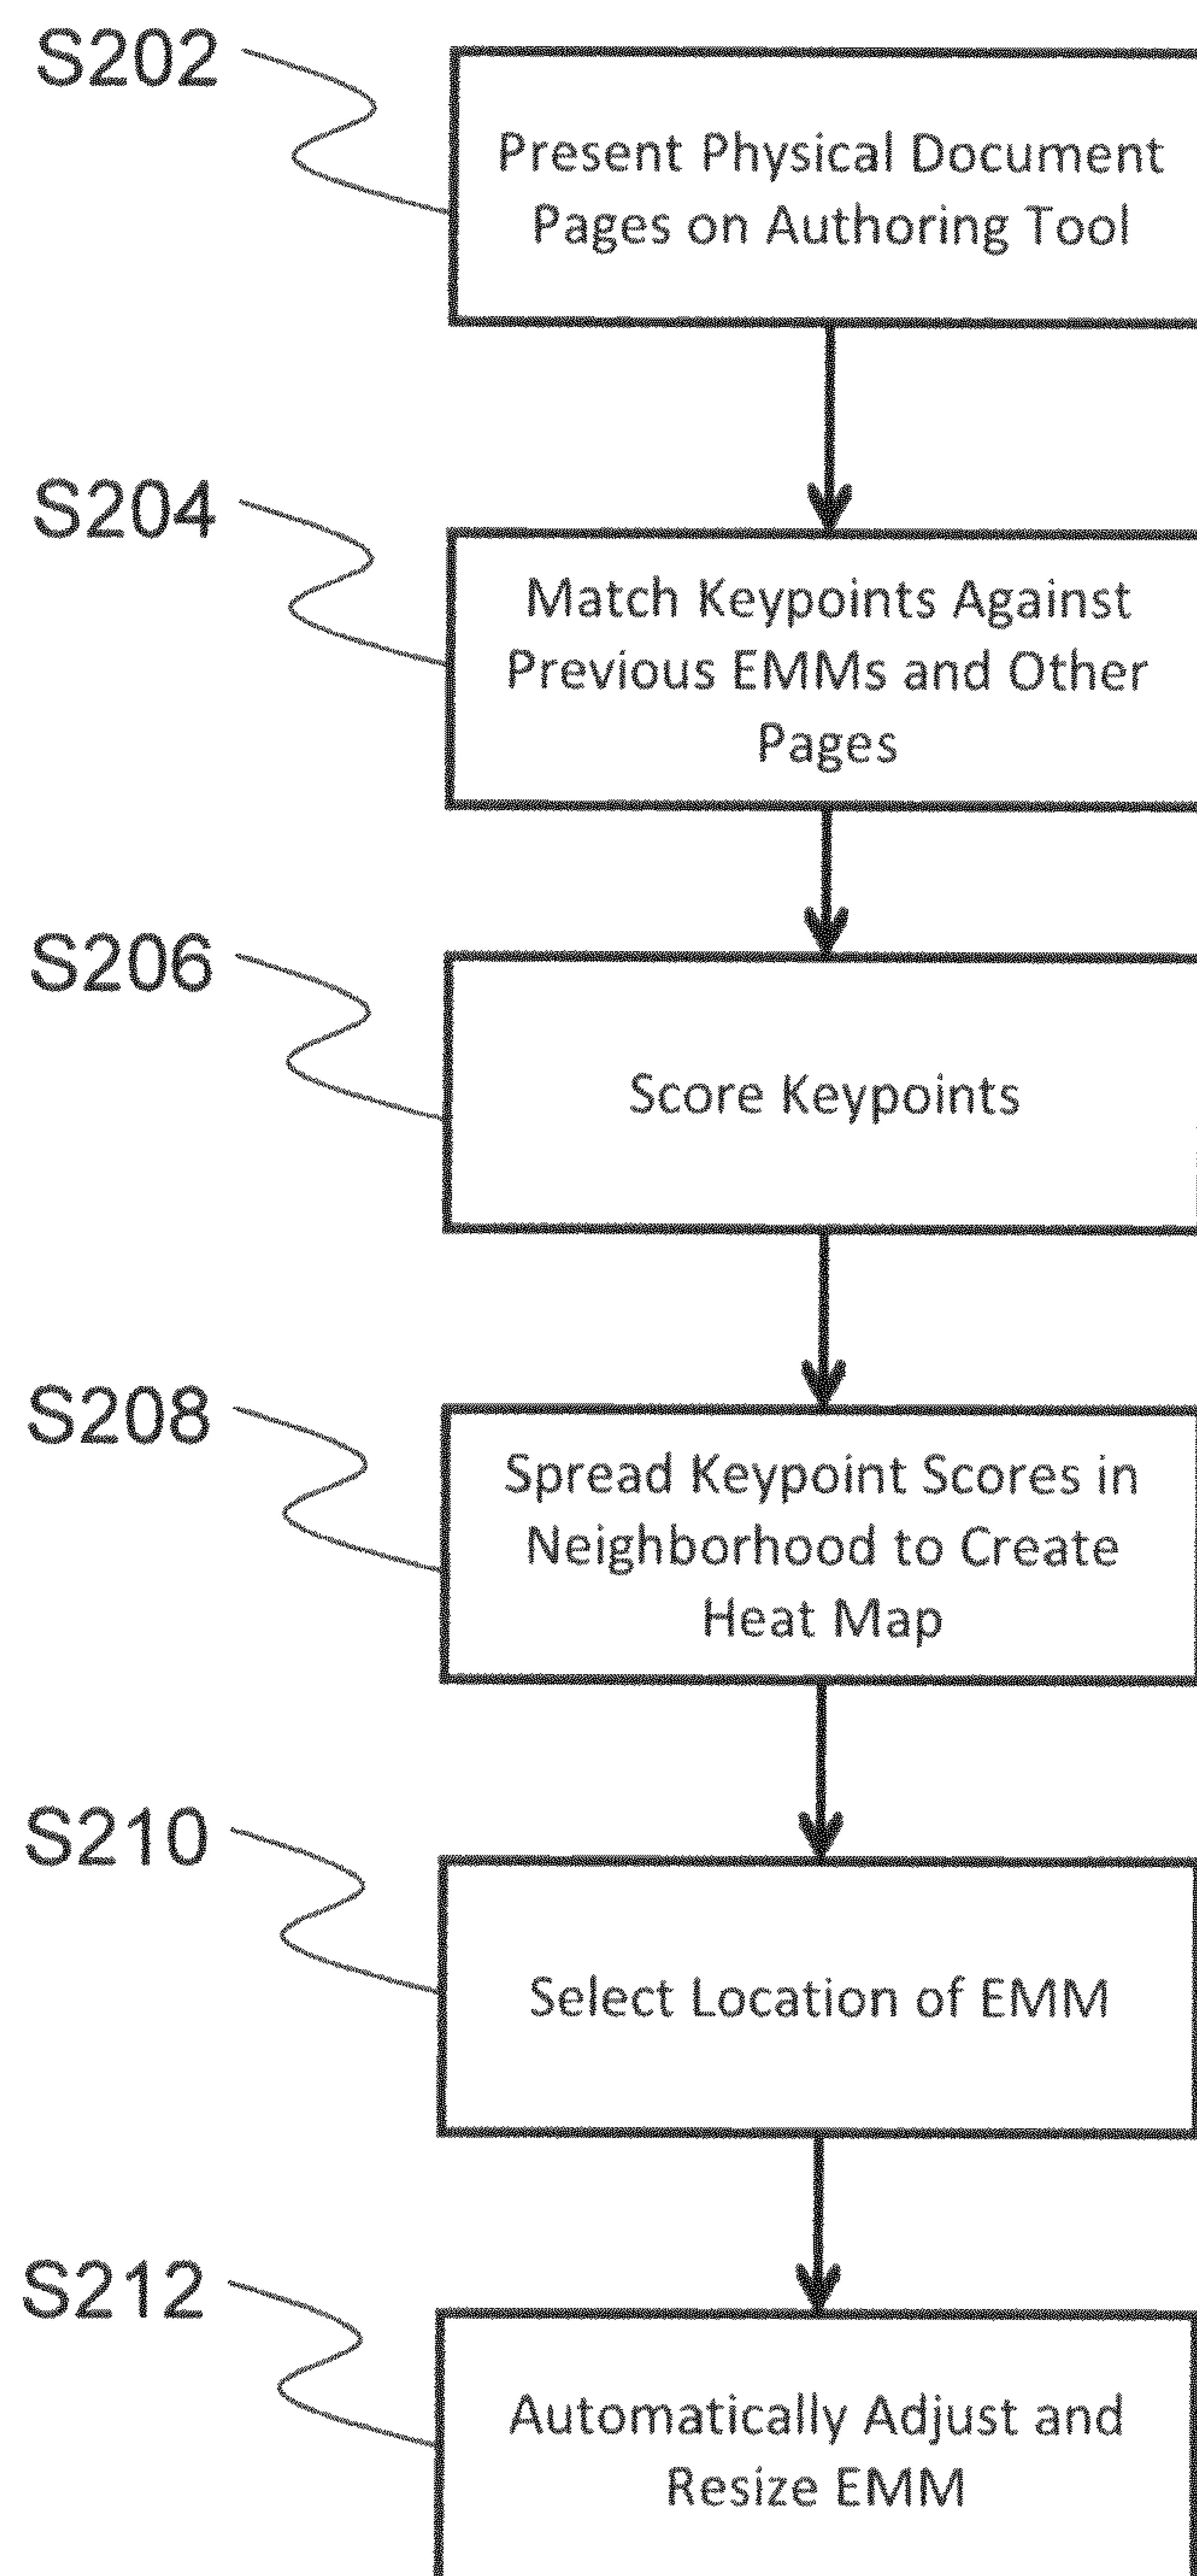 S202
Present Physical Document
Pages on Authoring Tool
S204
Match Keypoints Against
Previous EMMs and Other
Pages
S206
Score Keypoints
S208
Spread Keypoint Scores in
Neighborhood to Create
Heat Map
S210
Select Location of EMM
S212
Automatically Adjust and
Resize EMM